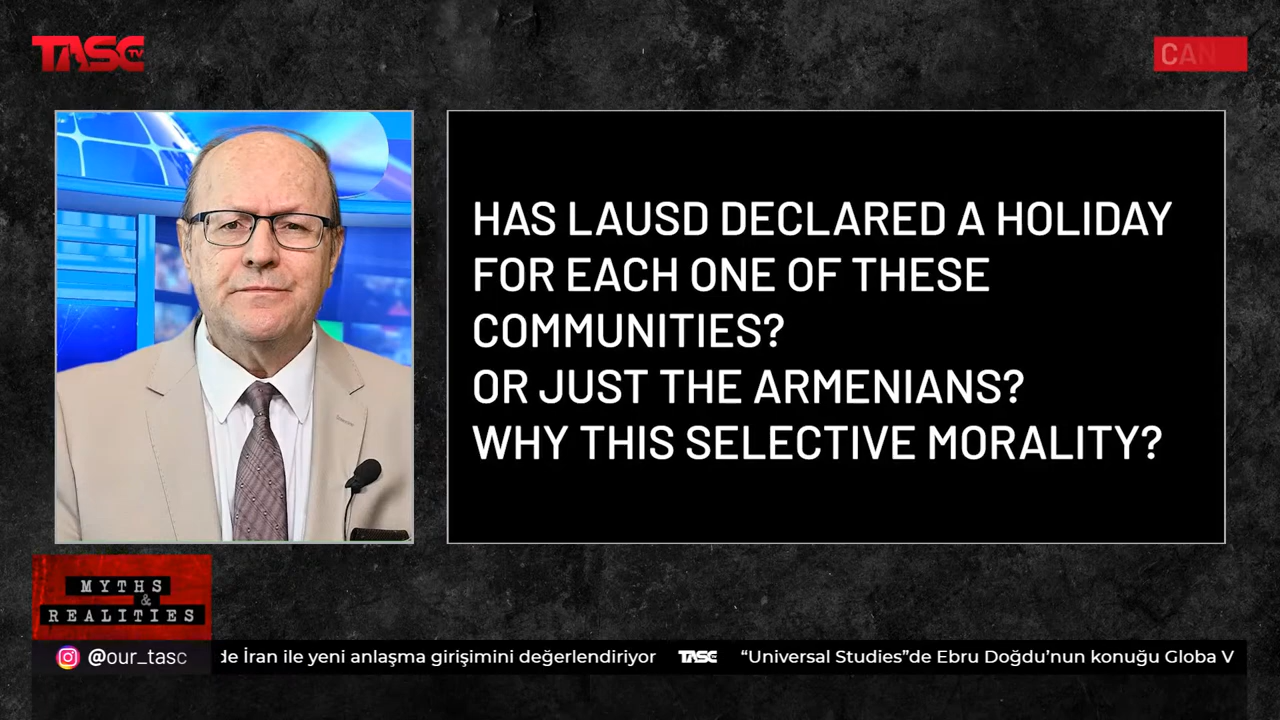 TASC TV
CAN
HAS LAUSD DECLARED A HOLIDAY
FOR EACH ONE OF THESE
COMMUNITIES?
OR JUST THE ARMENIANS?
WHY THIS SELECTIVE MORALITY?
MYTHS
&
REALITIES
@our_tasc
de İran ile yeni anlaşma girişimini değerlendiriyor TASC “Universal Studies”de Ebru Doğdu’nun konuğu Globa V